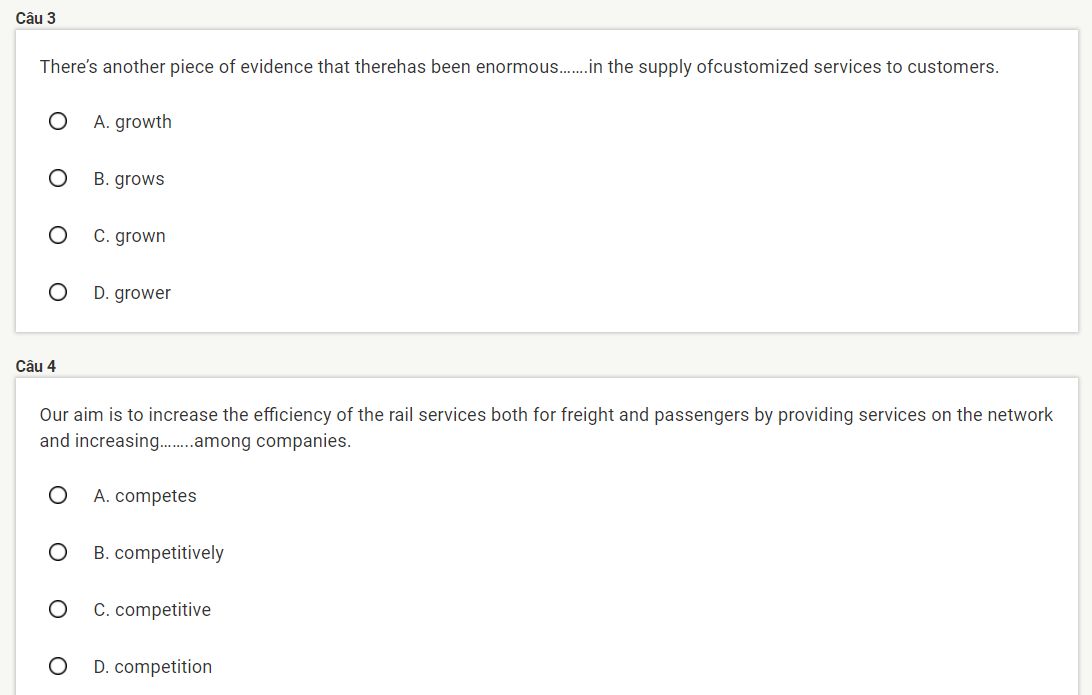 Câu 3
There's another piece of evidence that therehas been enormous.......in the supply ofcustomized services to customers.
A. growth
B. grows
C. grown
D. grower
Câu 4
Our aim is to increase the efficiency of the rail services both for freight and passengers by providing services on the network
and increasing........among companies.
A. competes
B. competitively
C. competitive
D. competition